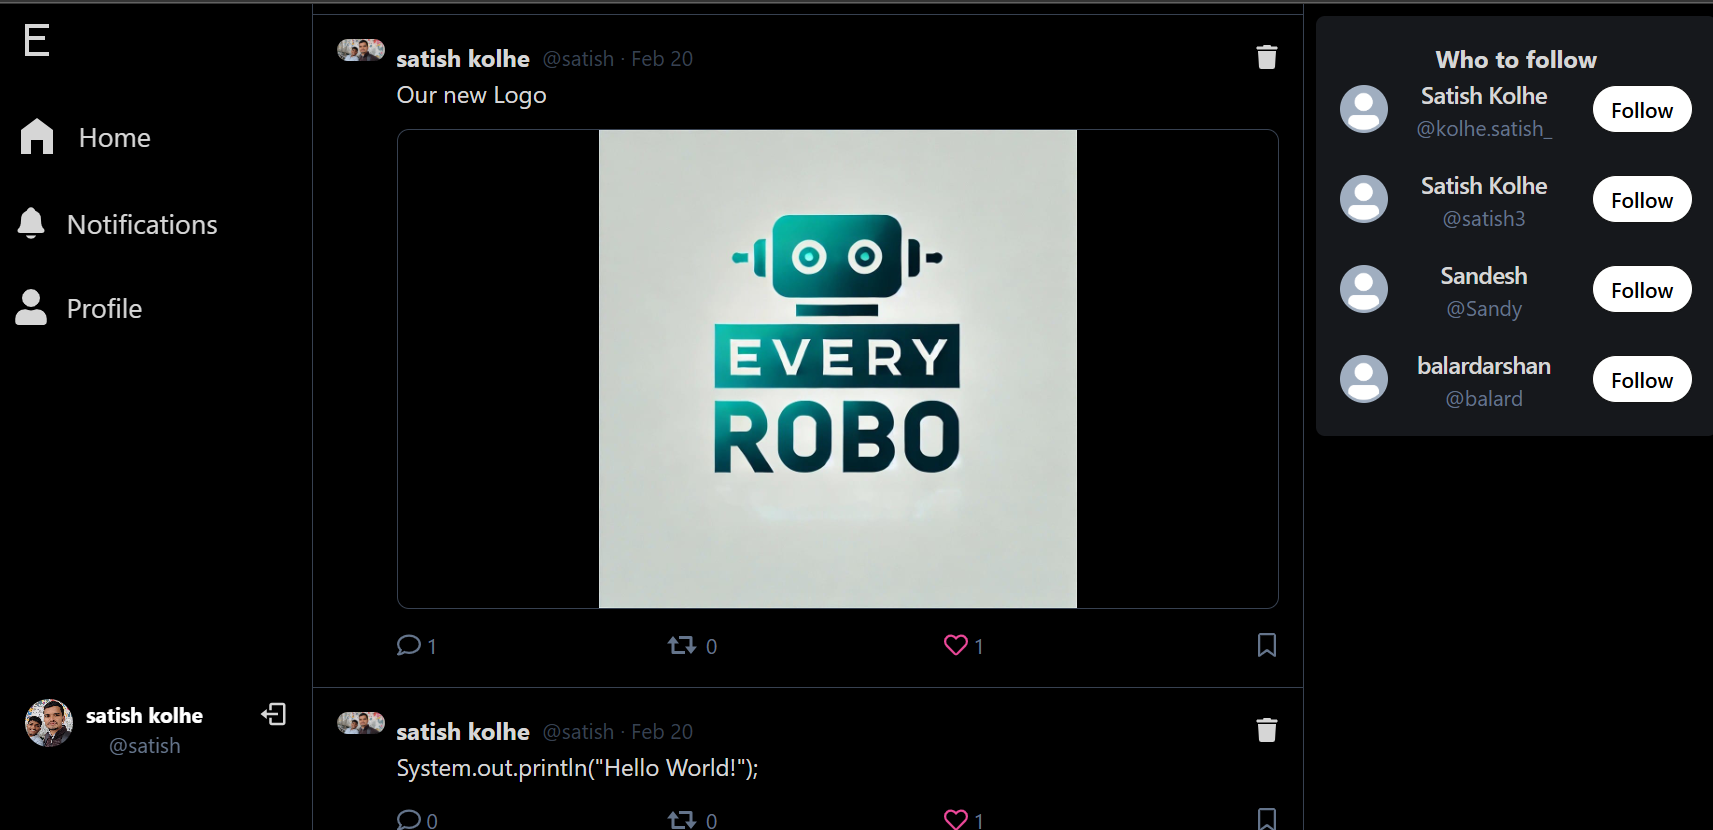 E
Home
Notifications
Profile
satish kolhe
@satish
satish kolhe @satish · Feb 20
Our new Logo
EVERY
ROBO
1 0 1
satish kolhe @satish · Feb 20
System.out.println("Hello World!");
0 0 1
Who to follow
Satish Kolhe
@kolhe.satish_
Follow
Satish Kolhe
@satish3
Follow
Sandesh
@Sandy
Follow
balardarshan
@balard
Follow